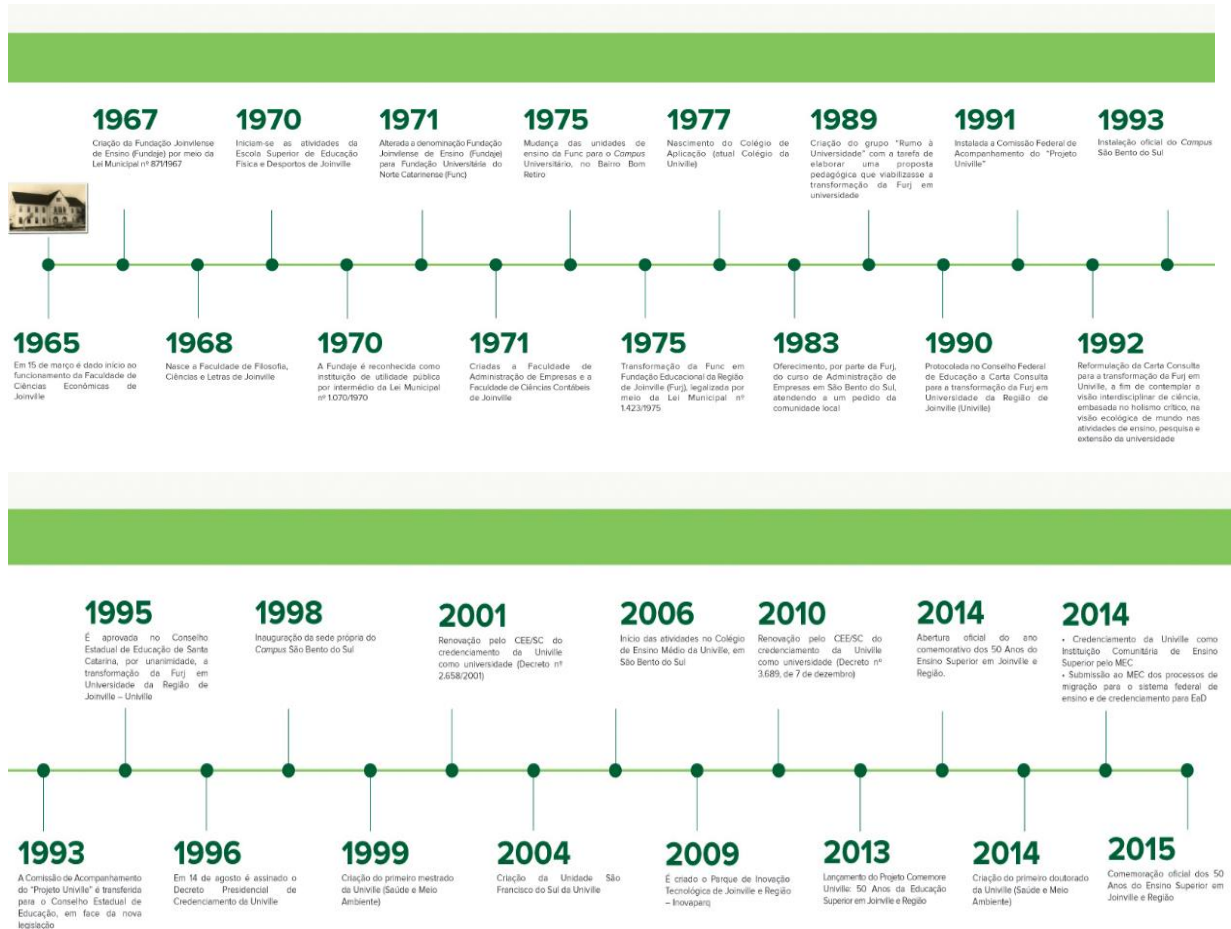 1967
Criação da Fundação Joinvilense
de Ensino (Fundaje) por meio da
Lei Municipal nº 871/1967
1970
Iniciam-se as atividades da
Escola Superior de Educação
Física e Desportos de Joinville
1971
Alterada a denominação Fundação
Joinvilense de Ensino (Fundaje)
para Fundação Universitária do
Norte Catarinense (Func)
1975
Mudança das unidades de
ensino da Func para o Campus
Universitário, no Bairro Bom
Retiro
1977
Nascimento do Colégio de
Aplicação (atual Colégio da
Univille)
1989
Criação do grupo "Rumo à
Universidade" com a tarefa de
elaborar uma proposta
pedagógica que viabilizasse a
transformação da Furj em
universidade
1991
Instalada a Comissão Federal de
Acompanhamento do "Projeto
Univille"
1993
Instalação oficial do Campus
São Bento do Sul
1965
Em 15 de março é dado início ao
funcionamento da Faculdade de
Ciências Econômicas de
Joinville
1968
Nasce a Faculdade de Filosofia,
Ciências e Letras de Joinville
1970
A Fundaje é reconhecida como
instituição de utilidade pública
por intermédio da Lei Municipal
nº 1.070/1970
1971
Criadas a Faculdade de
Administração de Empresas e a
Faculdade de Ciências Contábeis
de Joinville
1975
Transformação da Func em
Fundação Educacional da Região
de Joinville (Furj), legalizada por
meio da Lei Municipal nº
1.423/1975
1983
Oferecimento, por parte da Furj,
do curso de Administração de
Empresas em São Bento do Sul,
atendendo a um pedido da
comunidade local
1990
Protocolada no Conselho Federal
de Educação a Carta Consulta
para a transformação da Furj em
Universidade da Região de
Joinville (Univille)
1992
Reformulação da Carta Consulta
para a transformação da Furj em
Univille, a fim de contemplar a
visão interdisciplinar de ciência,
embasada no holismo crítico, na
visão ecológica de mundo nas
atividades de ensino, pesquisa e
extensão da universidade
1995
É aprovada no Conselho
Estadual de Educação de Santa
Catarina, por unanimidade, a
transformação da Furj em
Universidade da Região de
Joinville – Univille
1998
Inauguração da sede própria do
Campus São Bento do Sul
2001
Renovação pelo CEE/SC do
credenciamento da Univille
como universidade (Decreto nº
2.658/2001)
2006
Início das atividades no Colégio
de Ensino Médio da Univille, em
São Bento do Sul
2010
Renovação pelo CEE/SC do
credenciamento da Univille
como universidade (Decreto nº
3.689, de 7 de dezembro)
2014
Abertura oficial do ano
comemorativo dos 50 Anos do
Ensino Superior em Joinville e
Região.
2014
• Credenciamento da Univille como
Instituição Comunitária de Ensino
Superior pelo MEC
• Submissão ao MEC dos processos de
migração para o sistema federal de
ensino e de credenciamento para EaD
1993
A Comissão de Acompanhamento
do "Projeto Univille" é transferida
para o Conselho Estadual de
Educação, em face da nova
legislação
1996
Em 14 de agosto é assinado o
Decreto Presidencial de
Credenciamento da Univille
1999
Criação do primeiro mestrado
da Univille (Saúde e Meio
Ambiente)
2004
Criação da Unidade São
Francisco do Sul da Univille
2009
É criado o Parque de Inovação
Tecnológica de Joinville e Região
– Inovaparq
2013
Lançamento do Projeto Comemore
Univille: 50 Anos da Educação
Superior em Joinville e Região
2014
Criação do primeiro doutorado
da Univille (Saúde e Meio
Ambiente)
2015
Comemoração oficial dos 50
Anos do Ensino Superior em
Joinville e Região